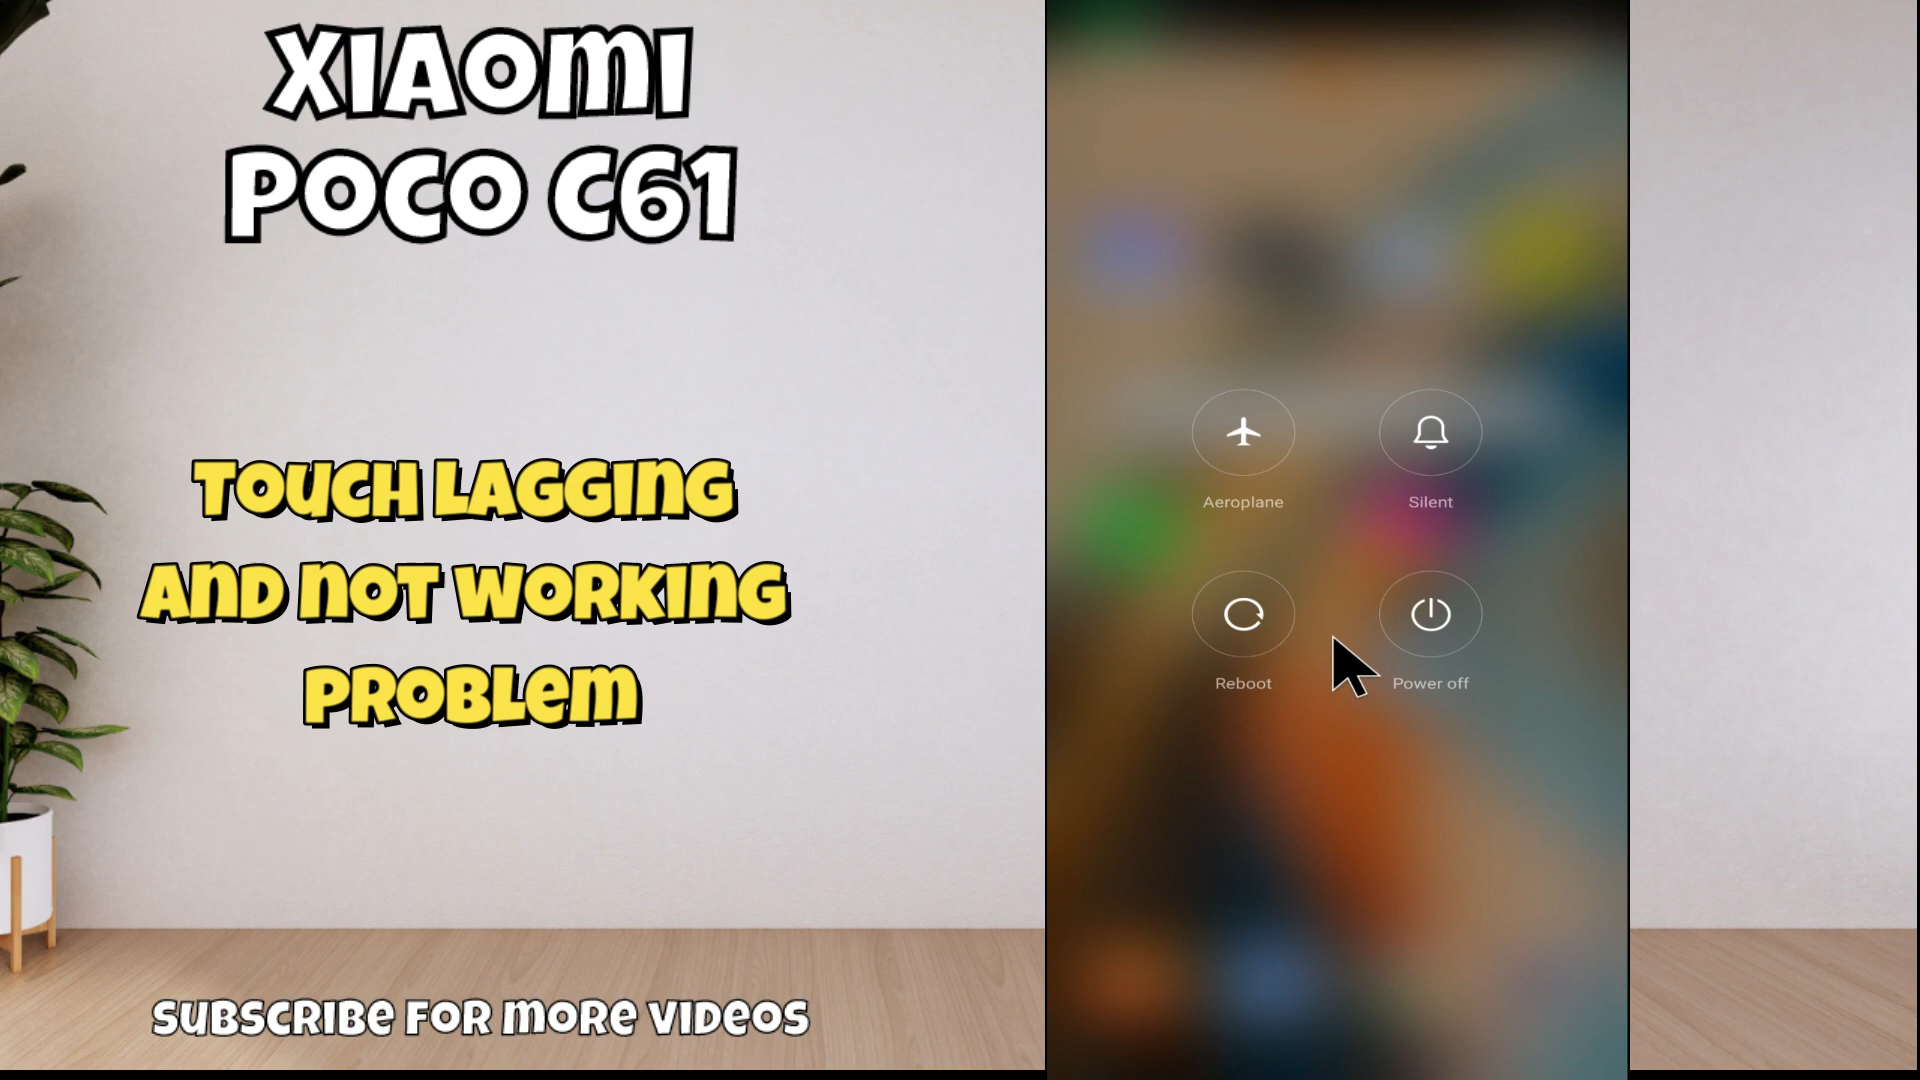 XIAOMI
POCO C61
TOUCH LAGGING
AND NOT WORKING
PROBLEM
SUBSCRIBE FOR MORE VIDEOS
Aeroplane
Silent
Reboot
Power off